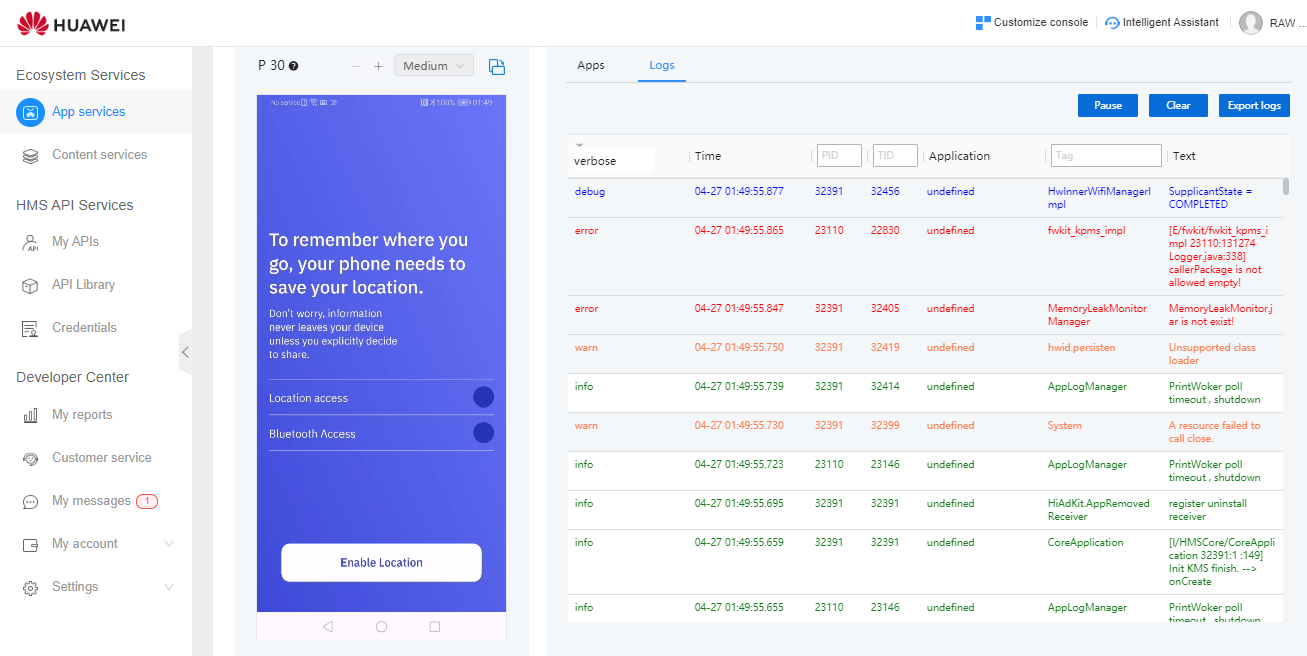 HUAWEI
Customize console
Intelligent Assistant
RAW ...
Ecosystem Services
App services
Content services
HMS API Services
My APIs
API Library
Credentials
Developer Center
My reports
Customer service
My messages 1
My account
Settings
P 30 ?
− + Medium
No service 100% 01:49
To remember where you
go, your phone needs to
save your location.
Don't worry, information
never leaves your device
unless you explicitly decide
to share.
Location access
Bluetooth Access
Enable Location
Apps Logs
Pause Clear Export logs
verbose Time PID TID Application Tag Text
debug 04-27 01:49:55.877 32391 32456 undefined HwInnerWifiManagerI SupplicantState =
mpl COMPLETED
error 04-27 01:49:55.865 23110 22830 undefined fwkit_kpms_impl [E/fwkit/fwkit_kpms_i
mpl 23110:131274
Logger.java:338]
callerPackage is not
allowed empty!
error 04-27 01:49:55.847 32391 32405 undefined MemoryLeakMonitor MemoryLeakMonitor.j
Manager ar is not exist!
warn 04-27 01:49:55.750 32391 32419 undefined hwid.persisten Unsupported class
loader
info 04-27 01:49:55.739 32391 32414 undefined AppLogManager PrintWoker poll
timeout , shutdown
warn 04-27 01:49:55.730 32391 32399 undefined System A resource failed to
call close.
info 04-27 01:49:55.723 23110 23146 undefined AppLogManager PrintWoker poll
timeout , shutdown
info 04-27 01:49:55.695 32391 32391 undefined HiAdKit.AppRemoved register uninstall
Receiver receiver
info 04-27 01:49:55.659 32391 32391 undefined CoreApplication [I/HMSCore/CoreAppli
cation 32391:1 :149]
Init KMS finish. -->
onCreate
info 04-27 01:49:55.655 23110 23146 undefined AppLogManager PrintWoker poll
timeout , shutdown